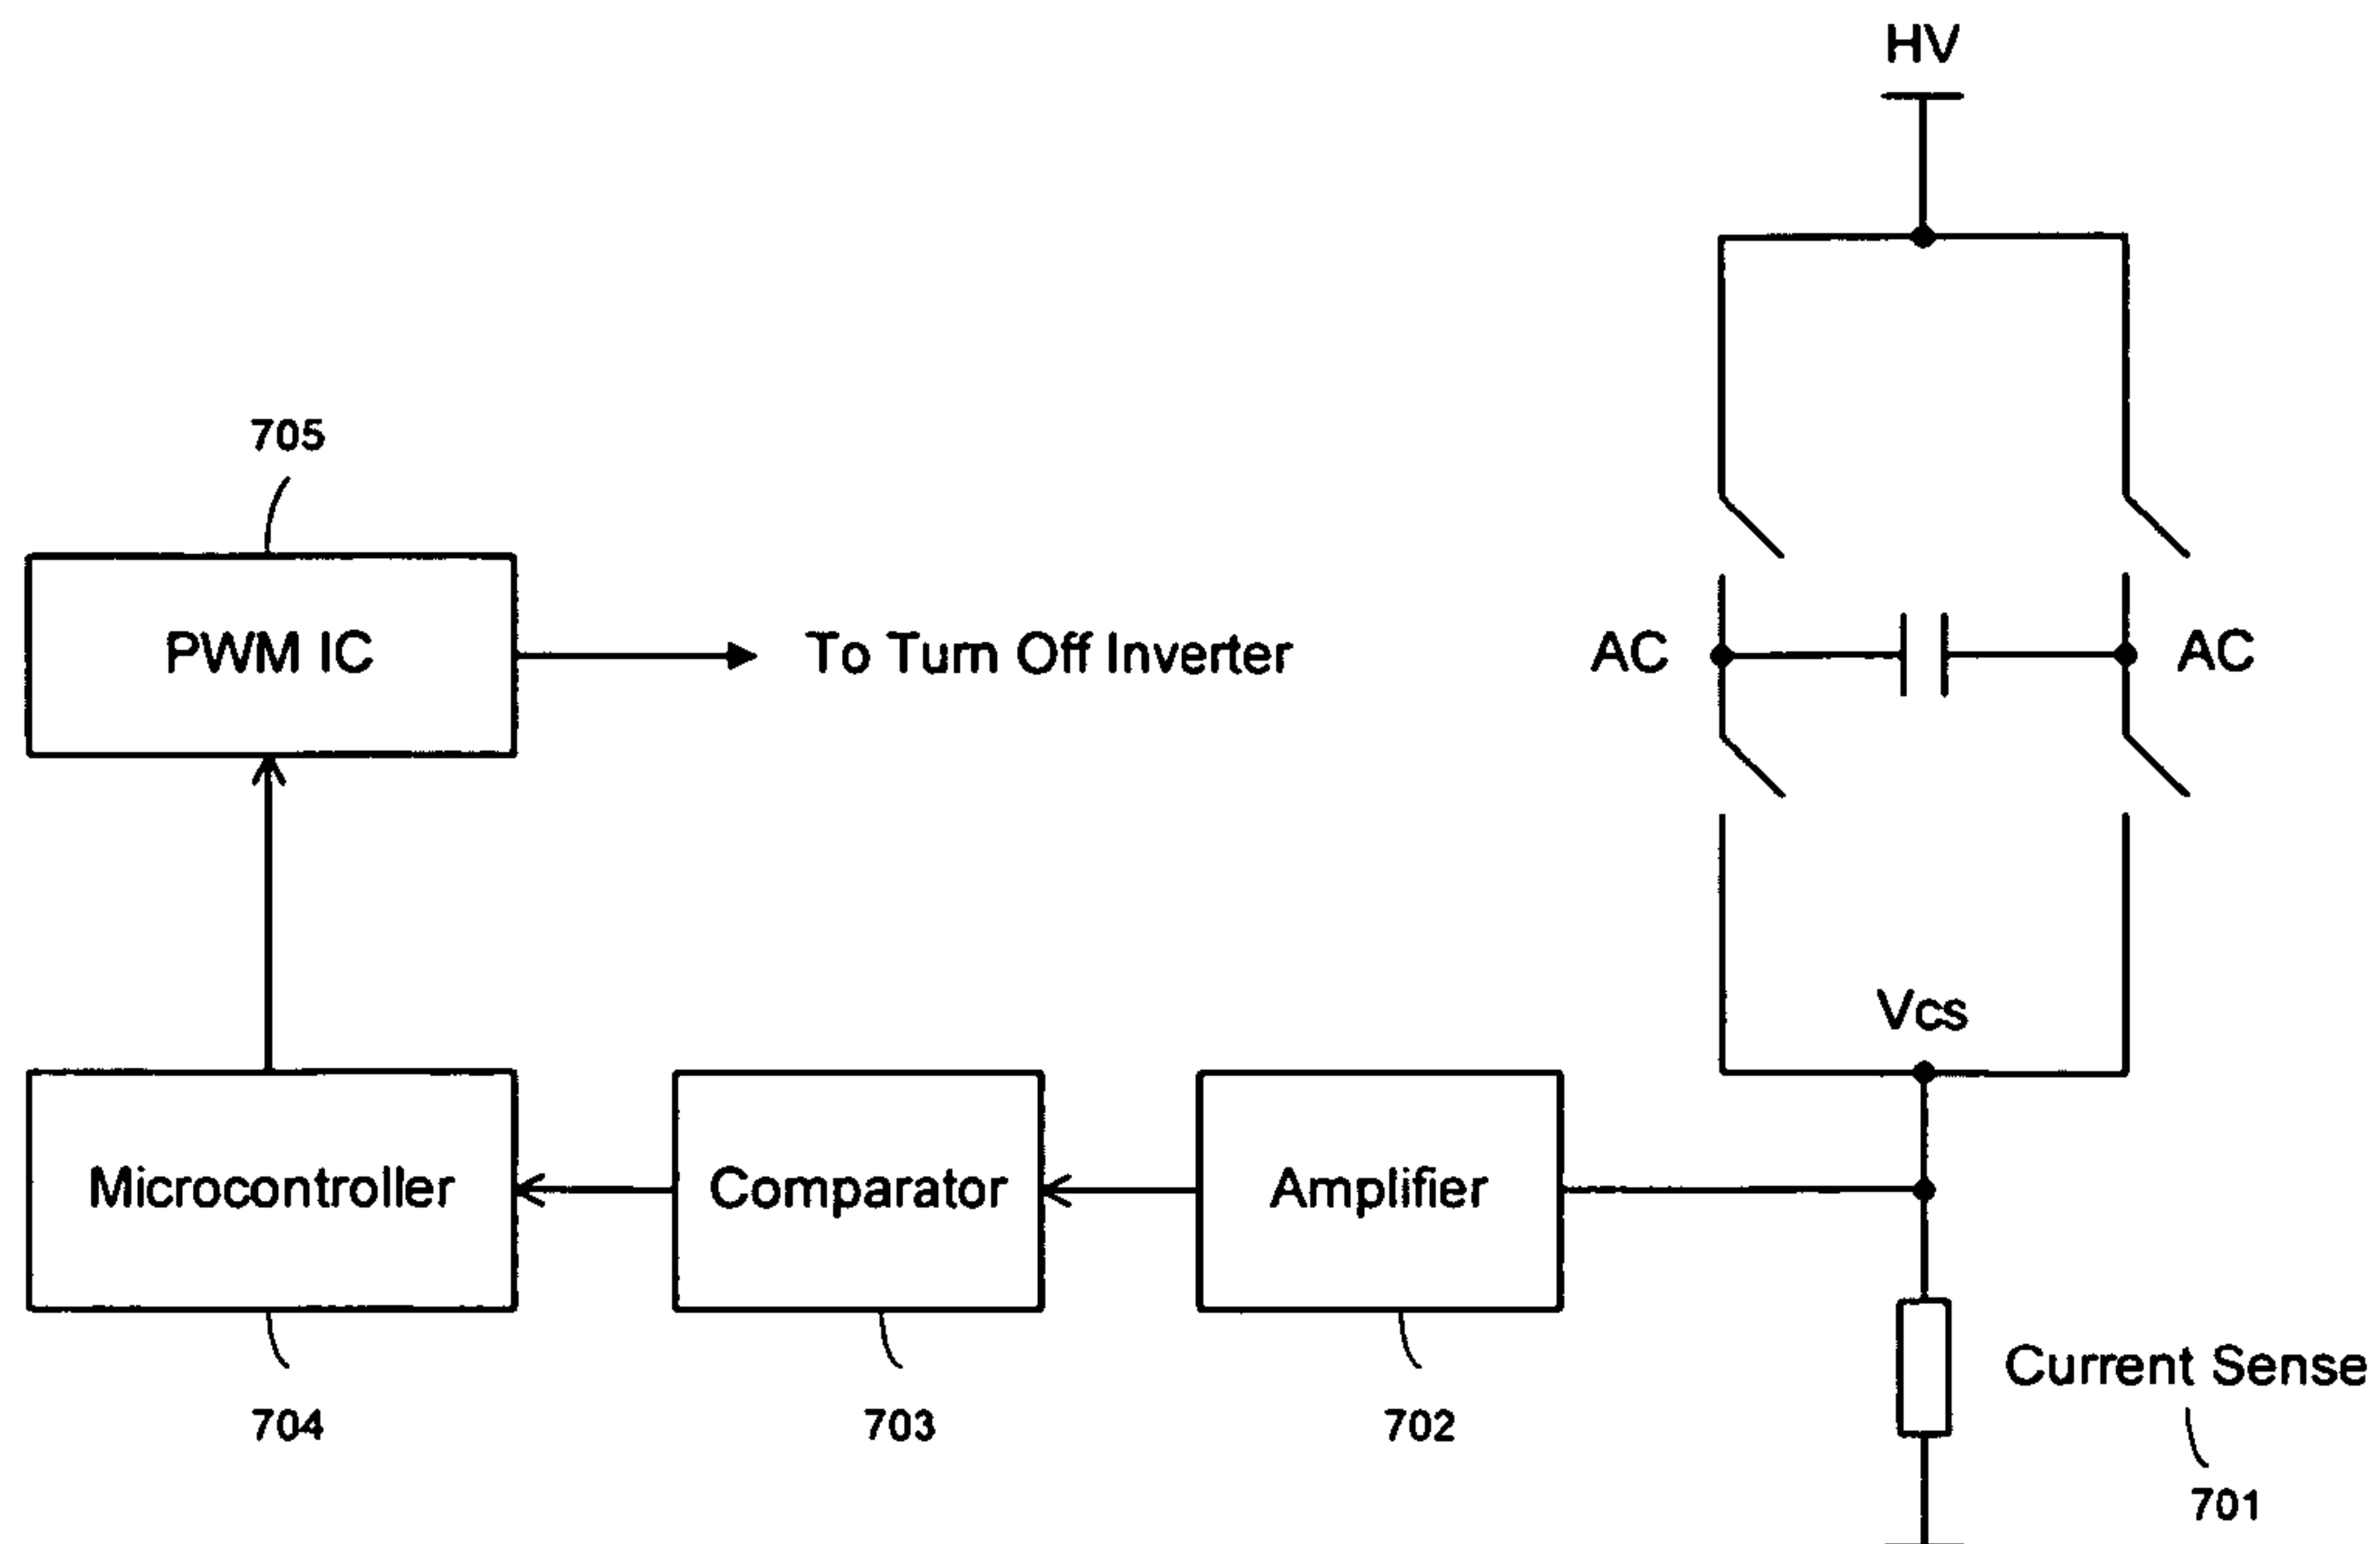 HV
705
PWM IC
To Turn Off Inverter
AC
AC
Vcs
Microcontroller
Comparator
Amplifier
Current Sense
704
703
702
701